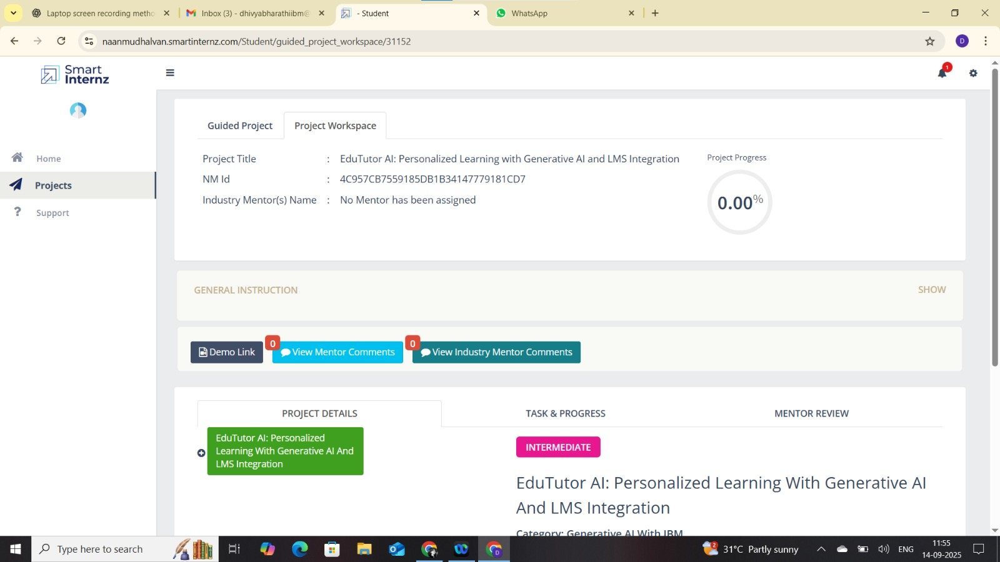 Laptop screen recording metho
Inbox (3) - dhivyabharathiibm@
- Student
WhatsApp
naanmudhalvan.smartinternz.com/Student/guided_project_workspace/31152
D
Smart
Internz
1
Home
Projects
Support
Guided Project
Project Workspace
Project Title : EduTutor AI: Personalized Learning with Generative AI and LMS Integration
NM Id : 4C957CB7559185DB1B34147779181CD7
Industry Mentor(s) Name : No Mentor has been assigned
Project Progress
0.00%
GENERAL INSTRUCTION
SHOW
Demo Link
0
View Mentor Comments
0
View Industry Mentor Comments
PROJECT DETAILS
TASK & PROGRESS
MENTOR REVIEW
EduTutor AI: Personalized
Learning With Generative AI And
LMS Integration
INTERMEDIATE
EduTutor AI: Personalized Learning With Generative AI
And LMS Integration
Category: Generative AI With IBM
Type here to search
D
2
31°C Partly sunny
ENG
11:55
14-09-2025